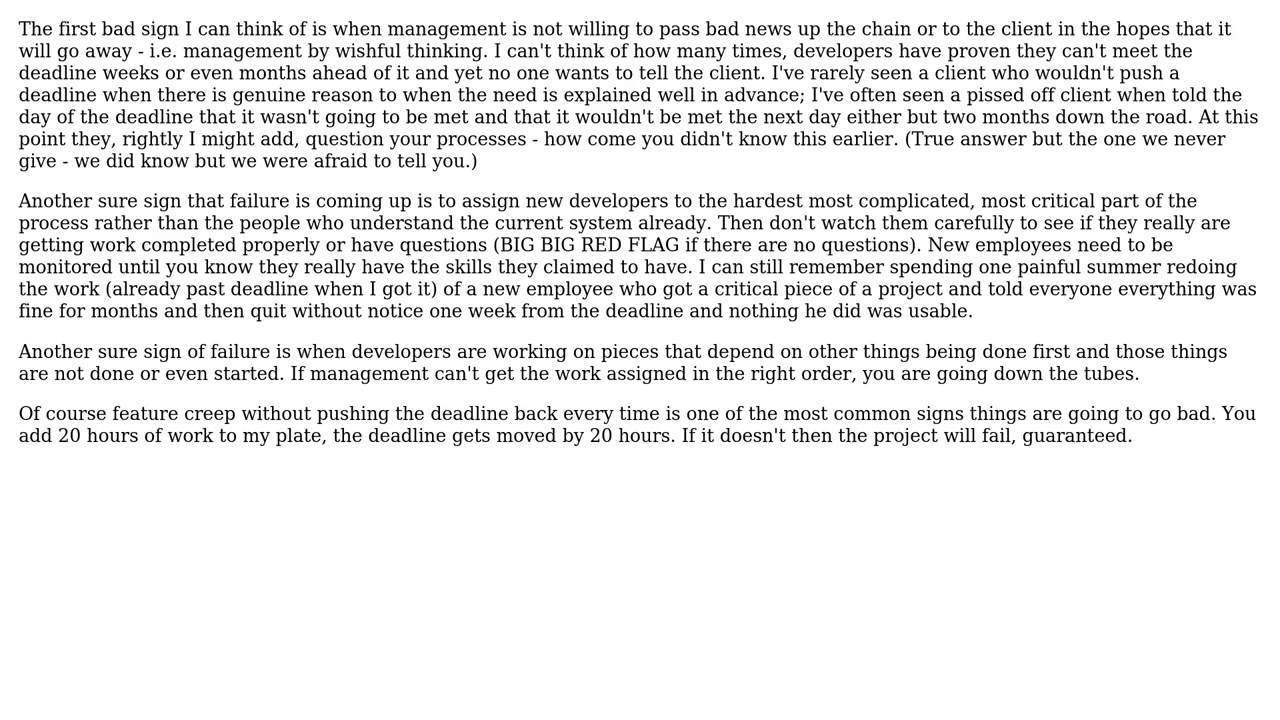 The first bad sign I can think of is when management is not willing to pass bad news up the chain or to the client in the hopes that it
will go away - i.e. management by wishful thinking. I can't think of how many times, developers have proven they can't meet the
deadline weeks or even months ahead of it and yet no one wants to tell the client. I've rarely seen a client who wouldn't push a
deadline when there is genuine reason to when the need is explained well in advance; I've often seen a pissed off client when told the
day of the deadline that it wasn't going to be met and that it wouldn't be met the next day either but two months down the road. At this
point they, rightly I might add, question your processes - how come you didn't know this earlier. (True answer but the one we never
give - we did know but we were afraid to tell you.)
Another sure sign that failure is coming up is to assign new developers to the hardest most complicated, most critical part of the
process rather than the people who understand the current system already. Then don't watch them carefully to see if they really are
getting work completed properly or have questions (BIG BIG RED FLAG if there are no questions). New employees need to be
monitored until you know they really have the skills they claimed to have. I can still remember spending one painful summer redoing
the work (already past deadline when I got it) of a new employee who got a critical piece of a project and told everyone everything was
fine for months and then quit without notice one week from the deadline and nothing he did was usable.
Another sure sign of failure is when developers are working on pieces that depend on other things being done first and those things
are not done or even started. If management can't get the work assigned in the right order, you are going down the tubes.
Of course feature creep without pushing the deadline back every time is one of the most common signs things are going to go bad. You
add 20 hours of work to my plate, the deadline gets moved by 20 hours. If it doesn't then the project will fail, guaranteed.